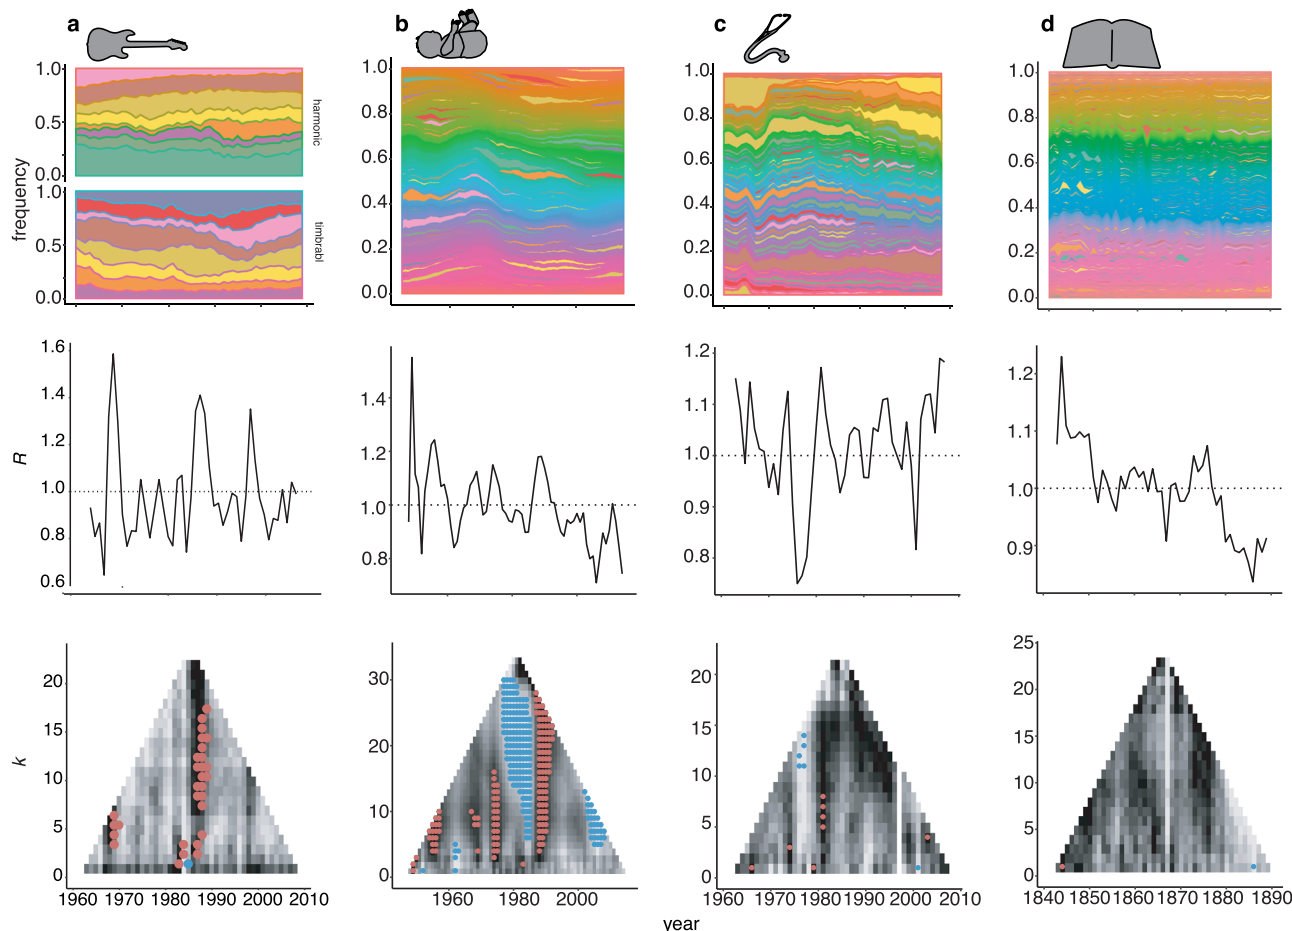 a b c d
1.0 0.5 0.0 harmonic
1.0 0.5 0.0 timbrabl
frequency
1.0 0.8 0.6 0.4 0.2 0.0
1.0 0.8 0.6 0.4 0.2 0.0
1.0 0.8 0.6 0.4 0.2 0.0
R
1.6 1.4 1.2 1.0 0.8 0.6
1.4 1.2 1.0 0.8
1.2 1.1 1.0 0.9 0.8
1.2 1.1 1.0 0.9
k
20 15 10 5 0
30 20 10 0
20 15 10 5 0
25 20 15 10 5 0
1960 1970 1980 1990 2000 2010
1960 1980 2000
1960 1970 1980 1990 2000 2010
1840 1850 1860 1870 1880 1890
year